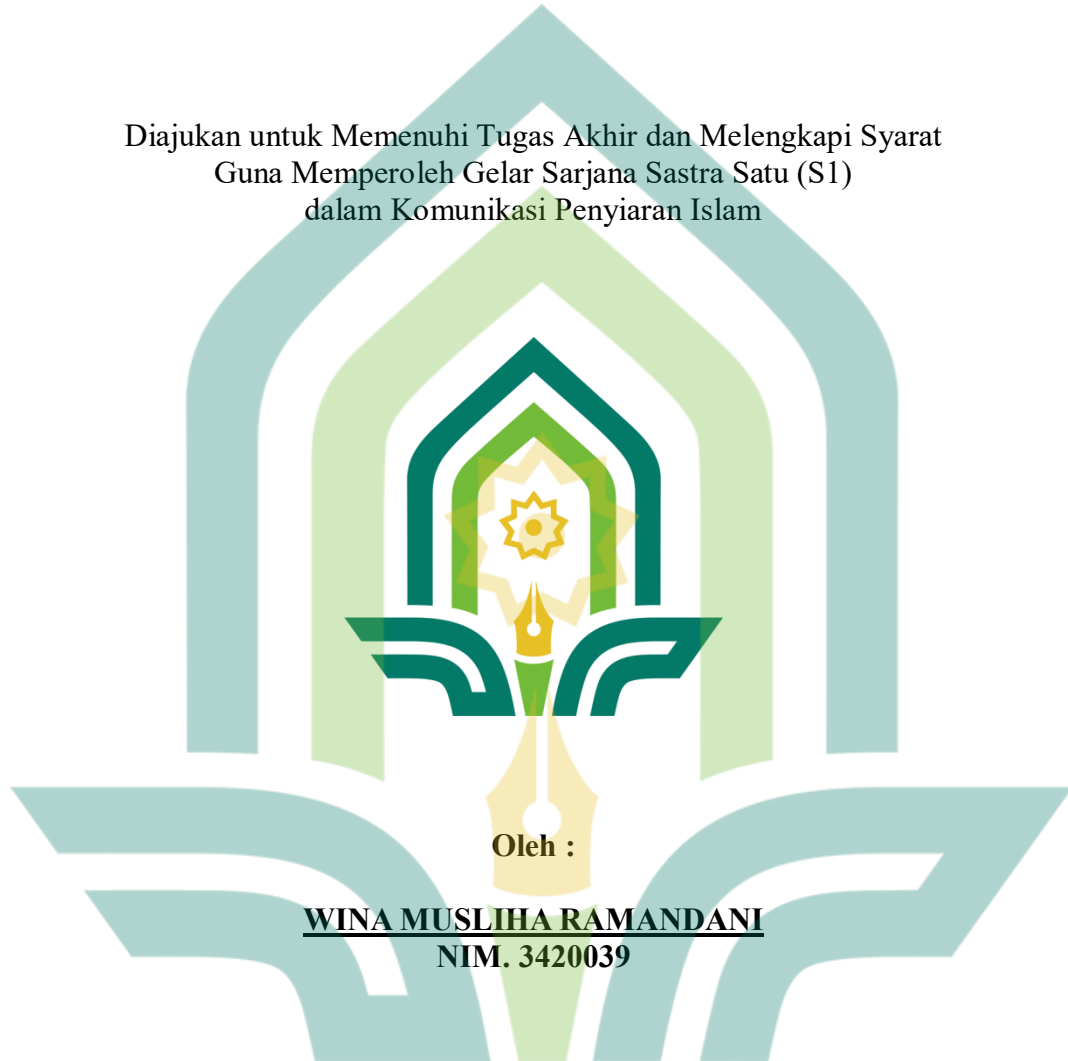 Diajukan untuk Memenuhi Tugas Akhir dan Melengkapi Syarat
Guna Memperoleh Gelar Sarjana Sastra Satu (S1)
dalam Komunikasi Penyiaran Islam
Oleh :
WINA MUSLIHA RAMANDANI
NIM. 3420039